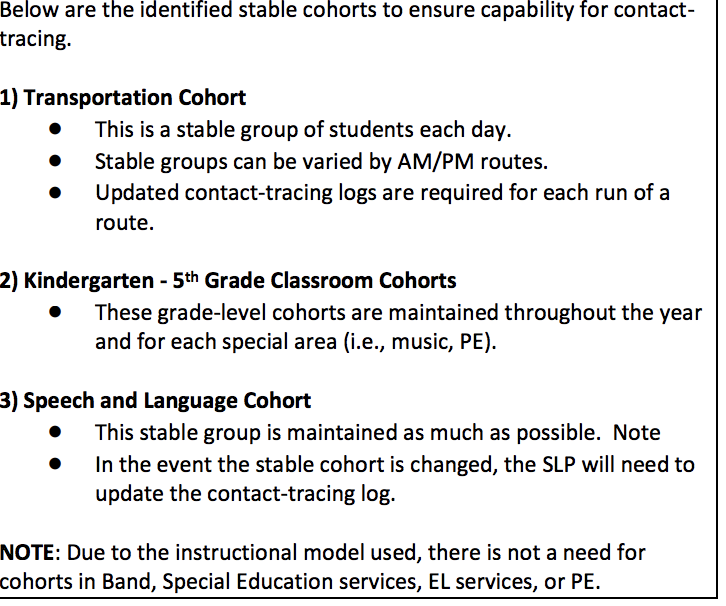 Below are the identified stable cohorts to ensure capability for contact-
tracing.
1) Transportation Cohort
● This is a stable group of students each day.
● Stable groups can be varied by AM/PM routes.
● Updated contact-tracing logs are required for each run of a
route.
2) Kindergarten - 5th Grade Classroom Cohorts
● These grade-level cohorts are maintained throughout the year
and for each special area (i.e., music, PE).
3) Speech and Language Cohort
● This stable group is maintained as much as possible.  Note
● In the event the stable cohort is changed, the SLP will need to
update the contact-tracing log.
NOTE: Due to the instructional model used, there is not a need for
cohorts in Band, Special Education services, EL services, or PE.